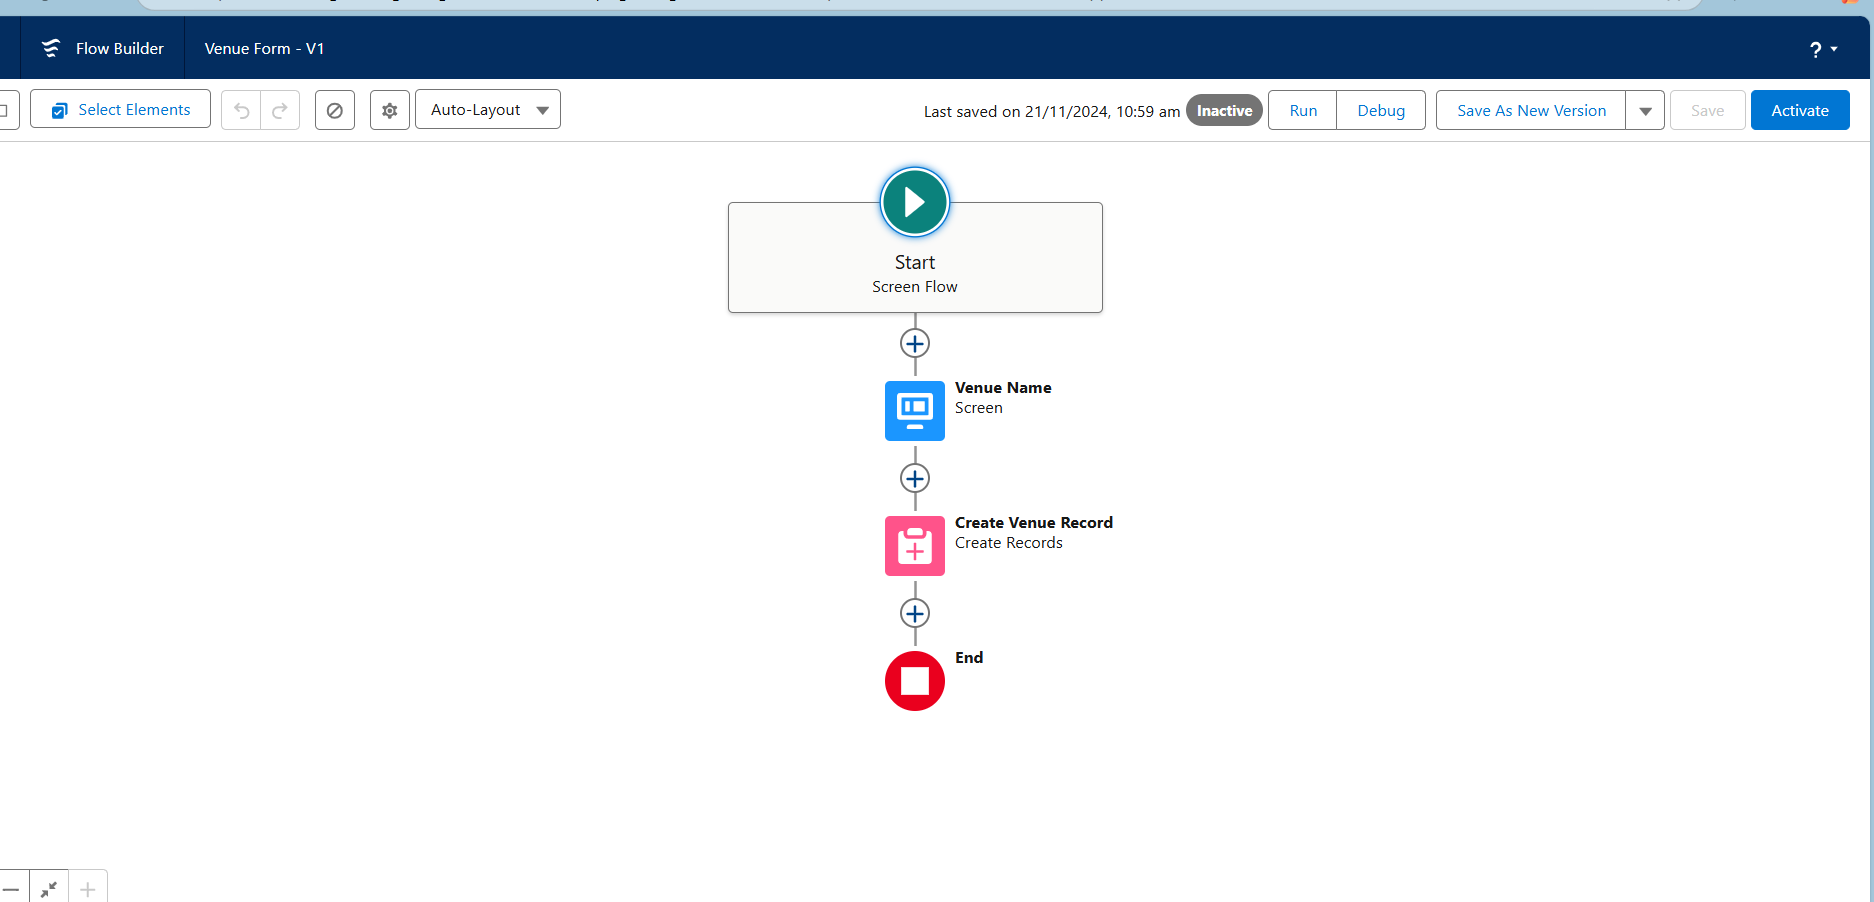 Flow Builder
Venue Form - V1
?
Select Elements
Auto-Layout
Last saved on 21/11/2024, 10:59 am
Inactive
Run
Debug
Save As New Version
Save
Activate
Start
Screen Flow
Venue Name
Screen
Create Venue Record
Create Records
End